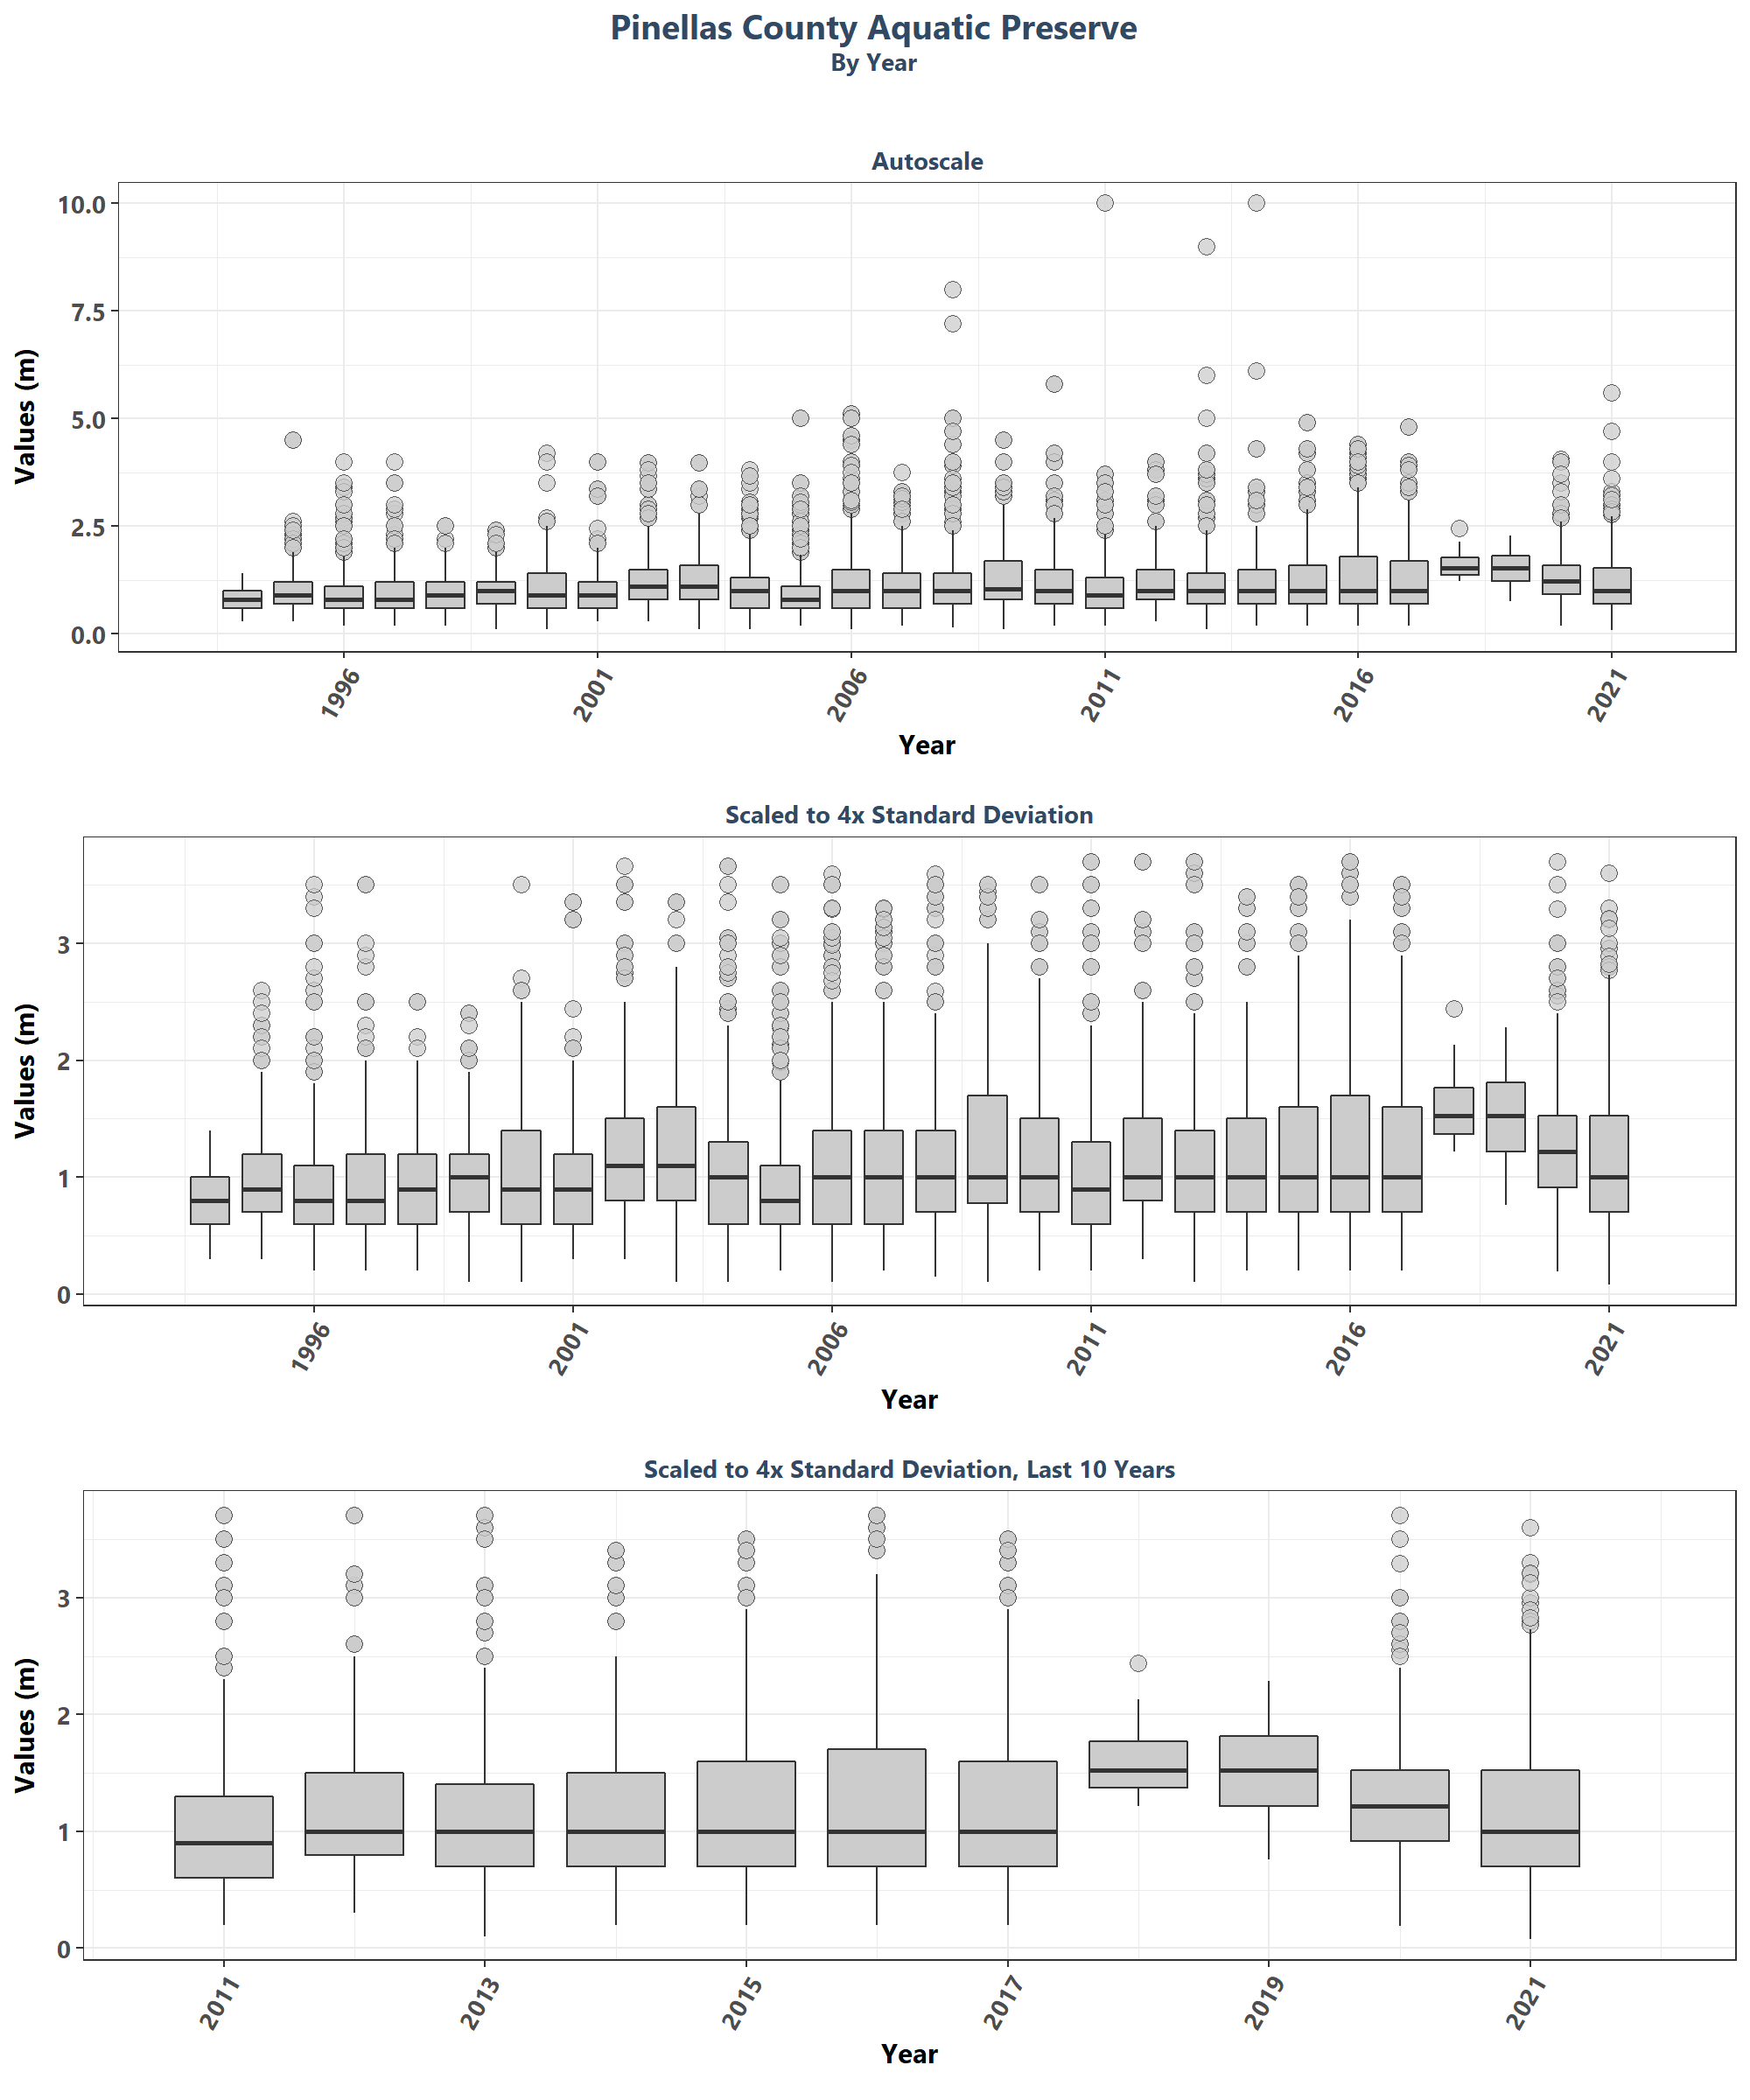 Pinellas County Aquatic Preserve
By Year
Autoscale
Values (m)
10.0
7.5
5.0
2.5
0.0
1996 2001 2006 2011 2016 2021
Year
Scaled to 4x Standard Deviation
Values (m)
3
2
1
0
1996 2001 2006 2011 2016 2021
Year
Scaled to 4x Standard Deviation, Last 10 Years
Values (m)
3
2
1
0
2011 2013 2015 2017 2019 2021
Year